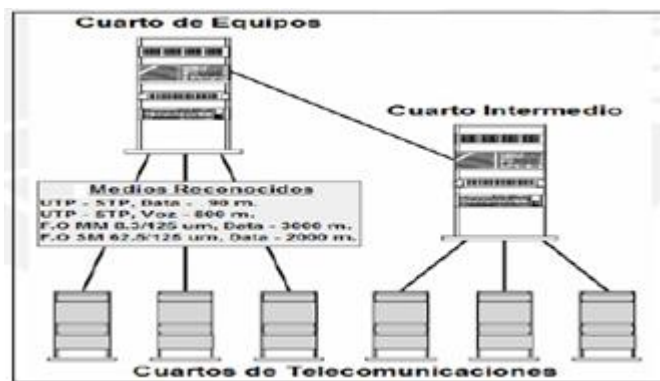 Cuarto de Equipos
Cuarto Intermedio
Medios Reconocidos
UTP - STP, Data - 90 m.
UTP - STP, Voz - 800 m.
F.O MM 8.3/125 um, Data - 3000 m.
F.O SM 62.5/125 um, Data - 2000 m.
Cuartos de Telecomunicaciones